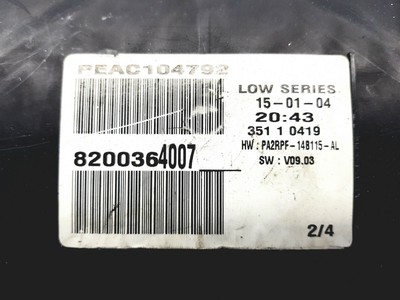 PEAC104792
LOW SERIES
15-01-04
20:43
351 1 0419
HW : PA2RPF-14B115-AL
SW : V09.03
8200364007
2/4